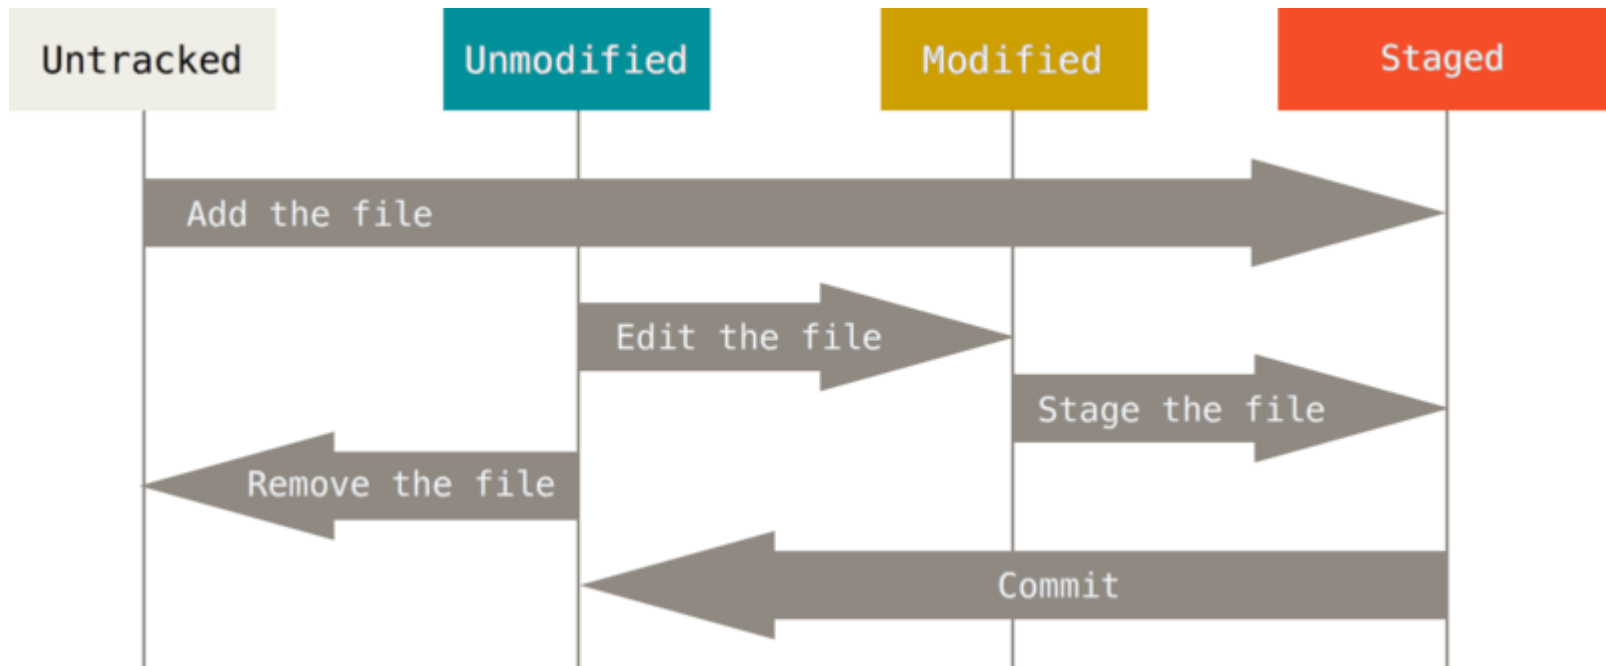 Untracked
Unmodified
Modified
Staged
Add the file
Edit the file
Stage the file
Remove the file
Commit